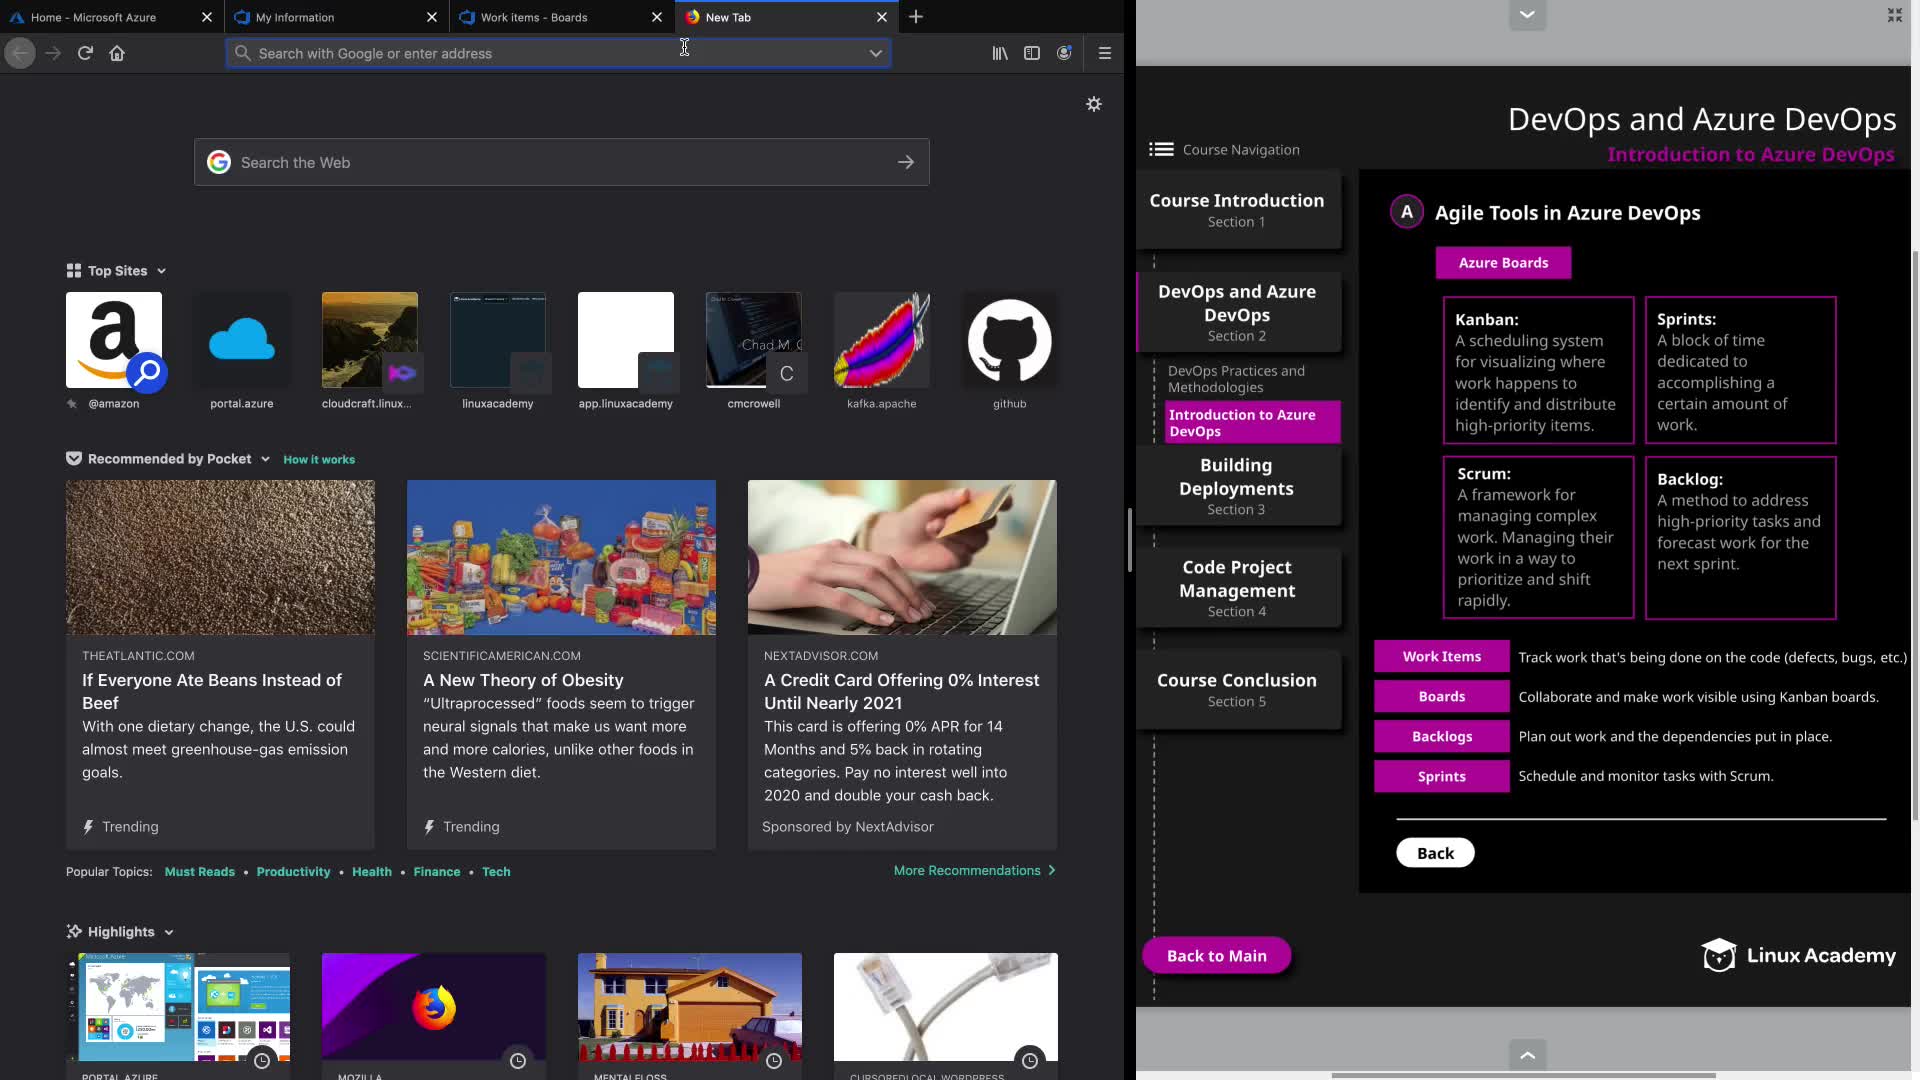 Home - Microsoft Azure
My Information
Work items - Boards
New Tab
Search with Google or enter address
Search the Web
Top Sites
@amazon
portal.azure
cloudcraft.linux...
linuxacademy
app.linuxacademy
Chad M. C
C
cmcrowell
kafka.apache
github
Recommended by Pocket
How it works
THEATLANTIC.COM
If Everyone Ate Beans Instead of
Beef
With one dietary change, the U.S. could
almost meet greenhouse-gas emission
goals.
Trending
SCIENTIFICAMERICAN.COM
A New Theory of Obesity
“Ultraprocessed” foods seem to trigger
neural signals that make us want more
and more calories, unlike other foods in
the Western diet.
Trending
NEXTADVISOR.COM
A Credit Card Offering 0% Interest
Until Nearly 2021
This card is offering 0% APR for 14
Months and 5% back in rotating
categories. Pay no interest well into
2020 and double your cash back.
Sponsored by NextAdvisor
Popular Topics: Must Reads • Productivity • Health • Finance • Tech
More Recommendations
Highlights
PORTAL.AZURE
MOZILLA
MENTALFLOSS
CURSOREDLOCAL.WORDPRESS
DevOps and Azure DevOps
Introduction to Azure DevOps
Course Navigation
Course Introduction
Section 1
DevOps and Azure
DevOps
Section 2
DevOps Practices and
Methodologies
Introduction to Azure
DevOps
Building
Deployments
Section 3
Code Project
Management
Section 4
Course Conclusion
Section 5
Back to Main
A
Agile Tools in Azure DevOps
Azure Boards
Kanban:
A scheduling system
for visualizing where
work happens to
identify and distribute
high-priority items.
Sprints:
A block of time
dedicated to
accomplishing a
certain amount of
work.
Scrum:
A framework for
managing complex
work. Managing their
work in a way to
prioritize and shift
rapidly.
Backlog:
A method to address
high-priority tasks and
forecast work for the
next sprint.
Work Items
Track work that's being done on the code (defects, bugs, etc.)
Boards
Collaborate and make work visible using Kanban boards.
Backlogs
Plan out work and the dependencies put in place.
Sprints
Schedule and monitor tasks with Scrum.
Back
Linux Academy